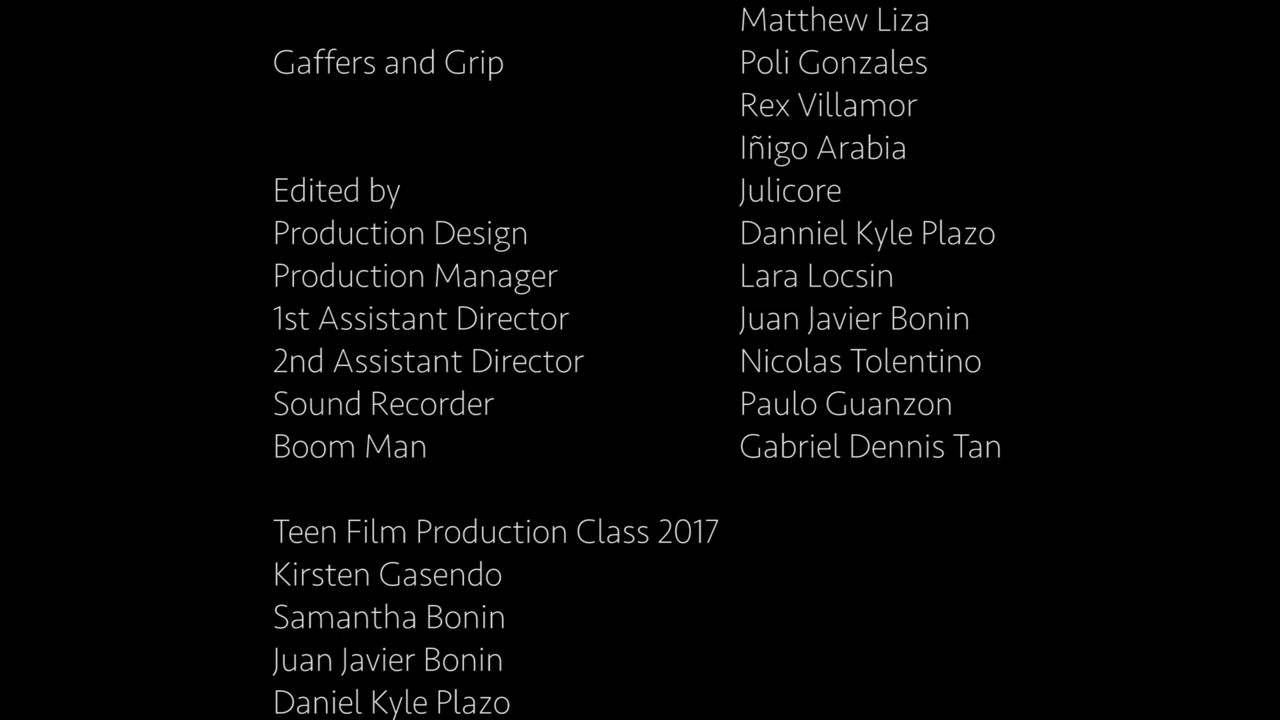 Matthew Liza
Gaffers and Grip Poli Gonzales
Rex Villamor
Iñigo Arabia
Edited by Julicore
Production Design Danniel Kyle Plazo
Production Manager Lara Locsin
1st Assistant Director Juan Javier Bonin
2nd Assistant Director Nicolas Tolentino
Sound Recorder Paulo Guanzon
Boom Man Gabriel Dennis Tan
Teen Film Production Class 2017
Kirsten Gasendo
Samantha Bonin
Juan Javier Bonin
Daniel Kyle Plazo